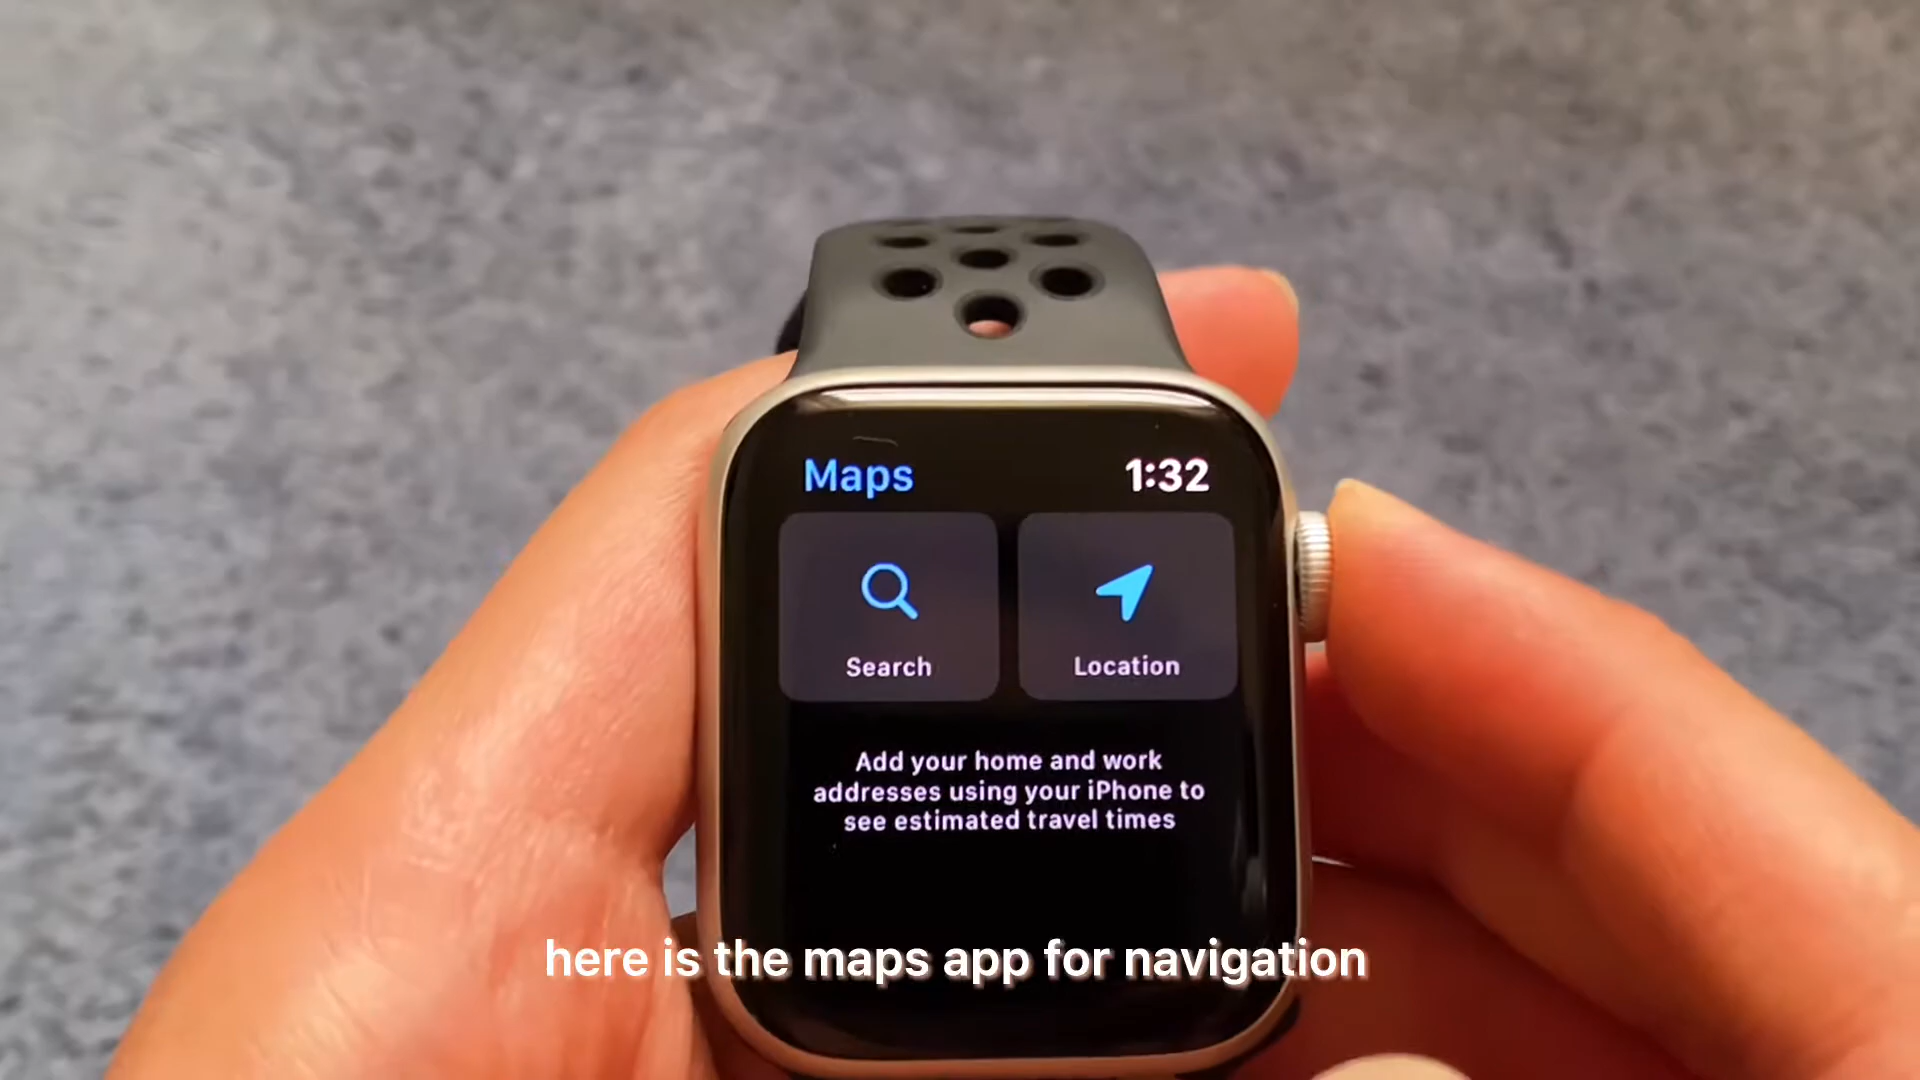 Maps
1:32
Search
Location
Add your home and work
addresses using your iPhone to
see estimated travel times
here is the maps app for navigation